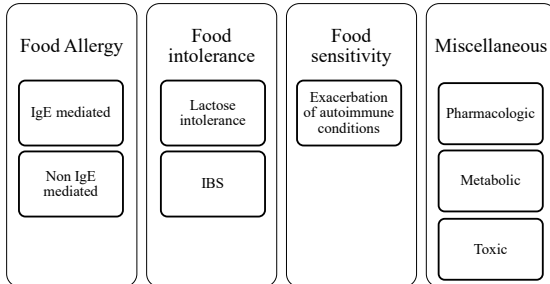 Food Allergy
IgE mediated
Non IgE
mediated
Food
intolerance
Lactose
intolerance
IBS
Food
sensitivity
Exacerbation
of autoimmune
conditions
Miscellaneous
Pharmacologic
Metabolic
Toxic